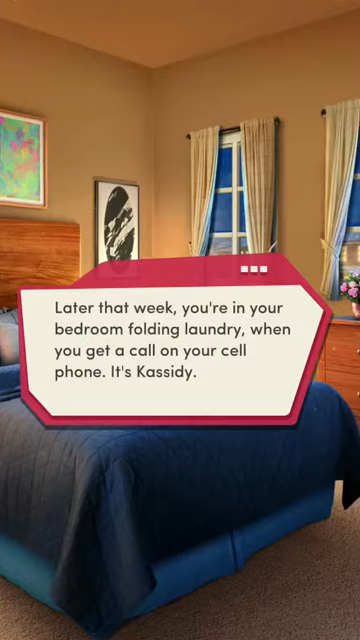 Later that week, you're in your
bedroom folding laundry, when
you get a call on your cell
phone. It's Kassidy.